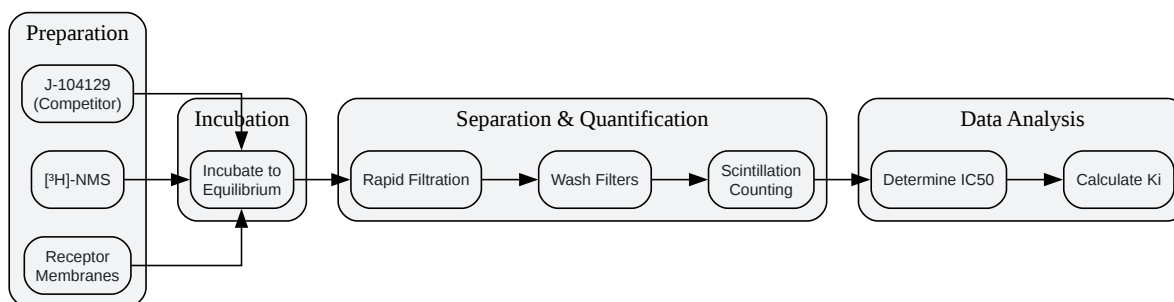 Preparation
J-104129
(Competitor)
[³H]-NMS
Receptor
Membranes
Incubation
Incubate to
Equilibrium
Separation & Quantification
Rapid Filtration
Wash Filters
Scintillation
Counting
Data Analysis
Determine IC50
Calculate Ki